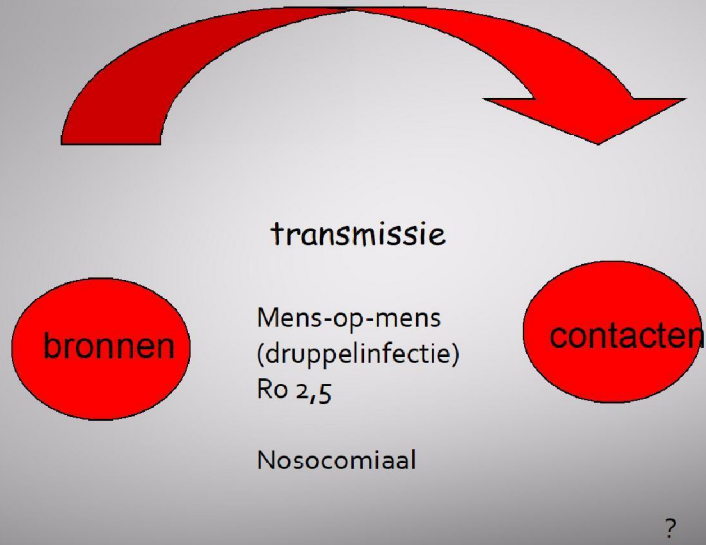 transmissie
bronnen
Mens-op-mens
(druppelinfectie)
Ro 2,5
Nosocomiaal
contacten
?